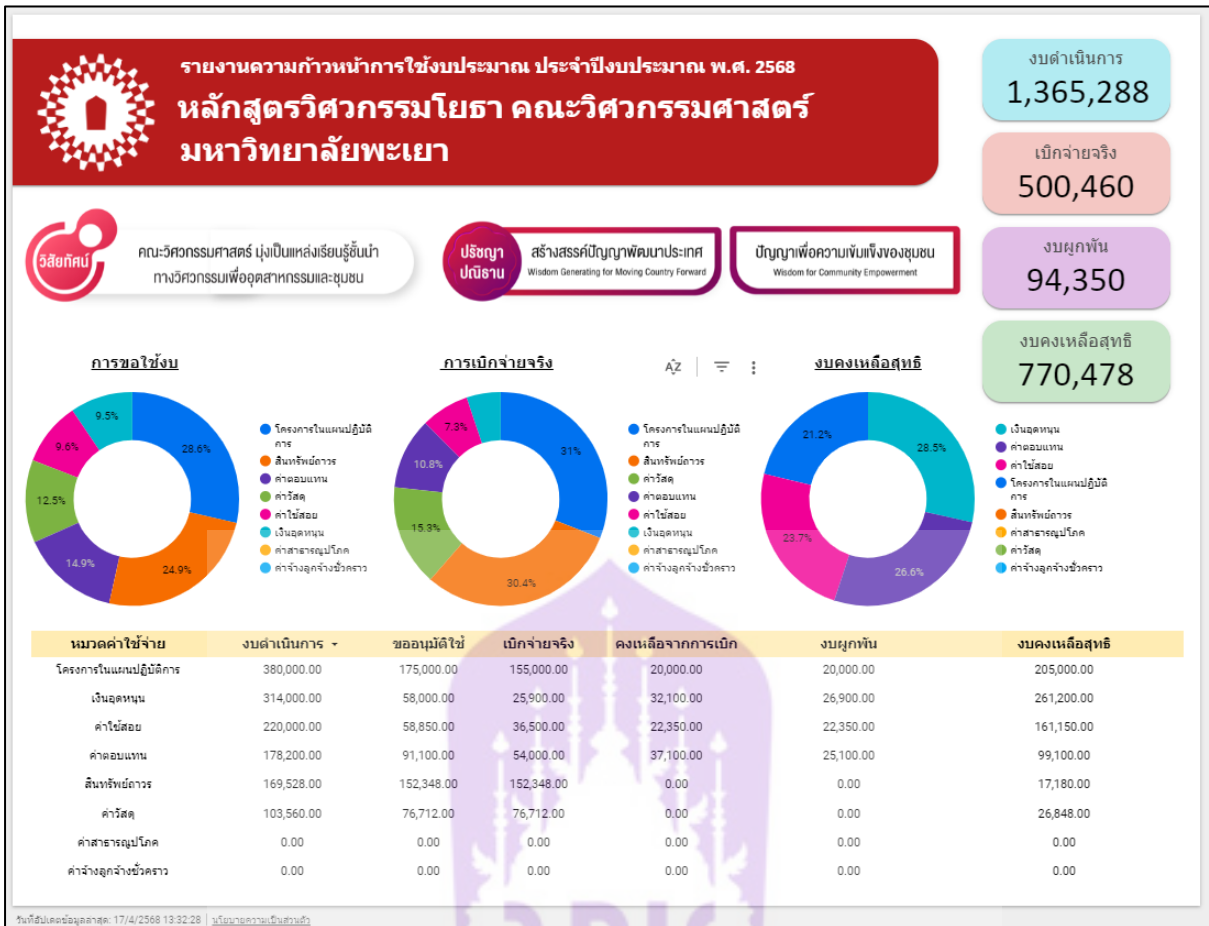 รายงานความก้าวหน้าการใช้งบประมาณ ประจำปีงบประมาณ พ.ศ. 2568
หลักสูตรวิศวกรรมโยธา คณะวิศวกรรมศาสตร์
มหาวิทยาลัยพะเยา
งบดำเนินการ
1,365,288
เบิกจ่ายจริง
500,460
งบผูกพัน
94,350
งบคงเหลือสุทธิ
770,478
วิสัยทัศน์
คณะวิศวกรรมศาสตร์ มุ่งเป็นแหล่งเรียนรู้ชั้นนำ
ทางวิศวกรรมเพื่ออุตสาหกรรมและชุมชน
ปรัชญา
ปณิธาน
สร้างสรรค์ปัญญาพัฒนาประเทศ
Wisdom Generating for Moving Country Forward
ปัญญาเพื่อความเข้มแข็งของชุมชน
Wisdom for Community Empowerment
การขอใช้งบ
28.6%
24.9%
14.9%
12.5%
9.6%
9.5%
โครงการในแผนปฏิบัติ
การ
สินทรัพย์ถาวร
ค่าตอบแทน
ค่าวัสดุ
ค่าใช้สอย
เงินอุดหนุน
ค่าสาธารณูปโภค
ค่าจ้างลูกจ้างชั่วคราว
การเบิกจ่ายจริง
31%
30.4%
15.3%
10.8%
7.3%
โครงการในแผนปฏิบัติ
การ
สินทรัพย์ถาวร
ค่าวัสดุ
ค่าตอบแทน
ค่าใช้สอย
เงินอุดหนุน
ค่าสาธารณูปโภค
ค่าจ้างลูกจ้างชั่วคราว
งบคงเหลือสุทธิ
28.5%
26.6%
23.7%
21.2%
เงินอุดหนุน
ค่าตอบแทน
ค่าใช้สอย
โครงการในแผนปฏิบัติ
การ
สินทรัพย์ถาวร
ค่าสาธารณูปโภค
ค่าวัสดุ
ค่าจ้างลูกจ้างชั่วคราว
หมวดค่าใช้จ่าย งบดำเนินการ ขออนุมัติใช้ เบิกจ่ายจริง คงเหลือจากการเบิก งบผูกพัน งบคงเหลือสุทธิ
โครงการในแผนปฏิบัติการ 380,000.00 175,000.00 155,000.00 20,000.00 20,000.00 205,000.00
เงินอุดหนุน 314,000.00 58,000.00 25,900.00 32,100.00 26,900.00 261,200.00
ค่าใช้สอย 220,000.00 58,850.00 36,500.00 22,350.00 22,350.00 161,150.00
ค่าตอบแทน 178,200.00 91,100.00 54,000.00 37,100.00 25,100.00 99,100.00
สินทรัพย์ถาวร 169,528.00 152,348.00 152,348.00 0.00 0.00 17,180.00
ค่าวัสดุ 103,560.00 76,712.00 76,712.00 0.00 0.00 26,848.00
ค่าสาธารณูปโภค 0.00 0.00 0.00 0.00 0.00 0.00
ค่าจ้างลูกจ้างชั่วคราว 0.00 0.00 0.00 0.00 0.00 0.00
วันที่อัปเดตข้อมูลล่าสุด: 17/4/2568 13:32:28 | นโยบายความเป็นส่วนตัว